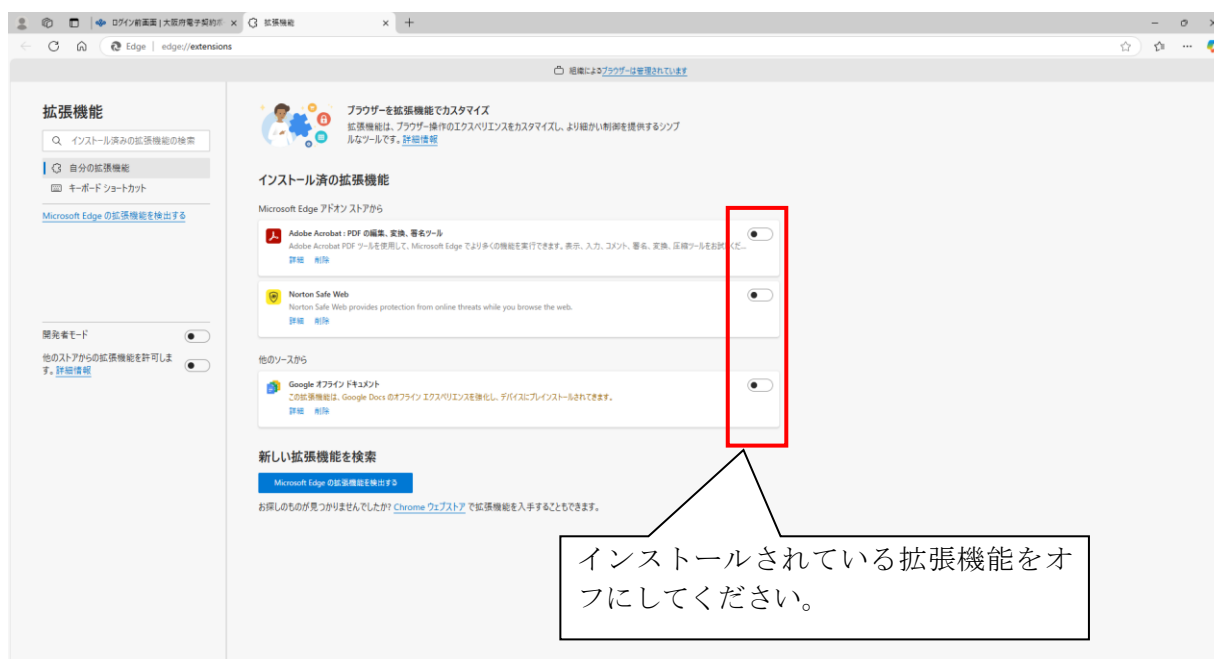 ログイン前画面 | 大阪府電子契約ポ
拡張機能
Edge | edge://extensions
組織によるブラウザーは管理されています
拡張機能
インストール済みの拡張機能の検索
自分の拡張機能
キーボード ショートカット
Microsoft Edge の拡張機能を検出する
開発者モード
他のストアからの拡張機能を許可しま
す。詳細情報
ブラウザーを拡張機能でカスタマイズ
拡張機能は、ブラウザー操作のエクスペリエンスをカスタマイズし、より細かい制御を提供するシンプ
ルなツールです。詳細情報
インストール済の拡張機能
Microsoft Edge アドオン ストアから
Adobe Acrobat : PDF の編集、変換、署名ツール
Adobe Acrobat PDF ツールを使用して、Microsoft Edge でより多くの機能を実行できます。表示、入力、コメント、署名、変換、圧縮ツールをお試しくだ...
詳細 削除
Norton Safe Web
Norton Safe Web provides protection from online threats while you browse the web.
詳細 削除
他のソースから
Google オフライン ドキュメント
この拡張機能は、Google Docs のオフライン エクスペリエンスを強化し、デバイスにプレインストールされてきます。
詳細 削除
新しい拡張機能を検索
Microsoft Edge の拡張機能を検出する
お探しのものが見つかりませんでしたか? Chrome ウェブストア で拡張機能を入手することもできます。
インストールされている拡張機能をオ
フにしてください。